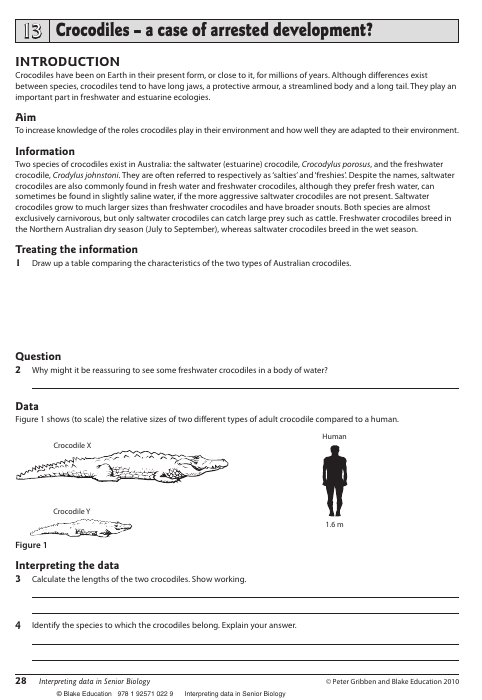 13 Crocodiles – a case of arrested development?
INTRODUCTION
Crocodiles have been on Earth in their present form, or close to it, for millions of years. Although differences exist
between species, crocodiles tend to have long jaws, a protective armour, a streamlined body and a long tail. They play an
important part in freshwater and estuarine ecologies.
Aim
To increase knowledge of the roles crocodiles play in their environment and how well they are adapted to their environment.
Information
Two species of crocodiles exist in Australia: the saltwater (estuarine) crocodile, Crocodylus porosus, and the freshwater
crocodile, Crodylus johnstoni. They are often referred to respectively as ‘salties’ and ‘freshies’. Despite the names, saltwater
crocodiles are also commonly found in fresh water and freshwater crocodiles, although they prefer fresh water, can
sometimes be found in slightly saline water, if the more aggressive saltwater crocodiles are not present. Saltwater
crocodiles grow to much larger sizes than freshwater crocodiles and have broader snouts. Both species are almost
exclusively carnivorous, but only saltwater crocodiles can catch large prey such as cattle. Freshwater crocodiles breed in
the Northern Australian dry season (July to September), whereas saltwater crocodiles breed in the wet season.
Treating the information
1 Draw up a table comparing the characteristics of the two types of Australian crocodiles.
Question
2 Why might it be reassuring to see some freshwater crocodiles in a body of water?
Data
Figure 1 shows (to scale) the relative sizes of two different types of adult crocodile compared to a human.
Human
Crocodile X
Crocodile Y
1.6 m
Figure 1
Interpreting the data
3 Calculate the lengths of the two crocodiles. Show working.
4 Identify the species to which the crocodiles belong. Explain your answer.
28 Interpreting data in Senior Biology © Peter Gribben and Blake Education 2010
© Blake Education 978 1 92571 022 9 Interpreting data in Senior Biology